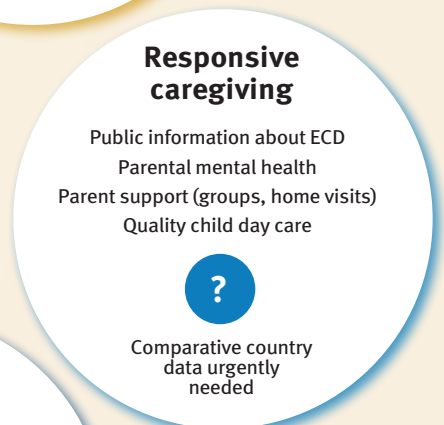 Responsive
caregiving
Public information about ECD
Parental mental health
Parent support (groups, home visits)
Quality child day care
?
Comparative country
data urgently
needed